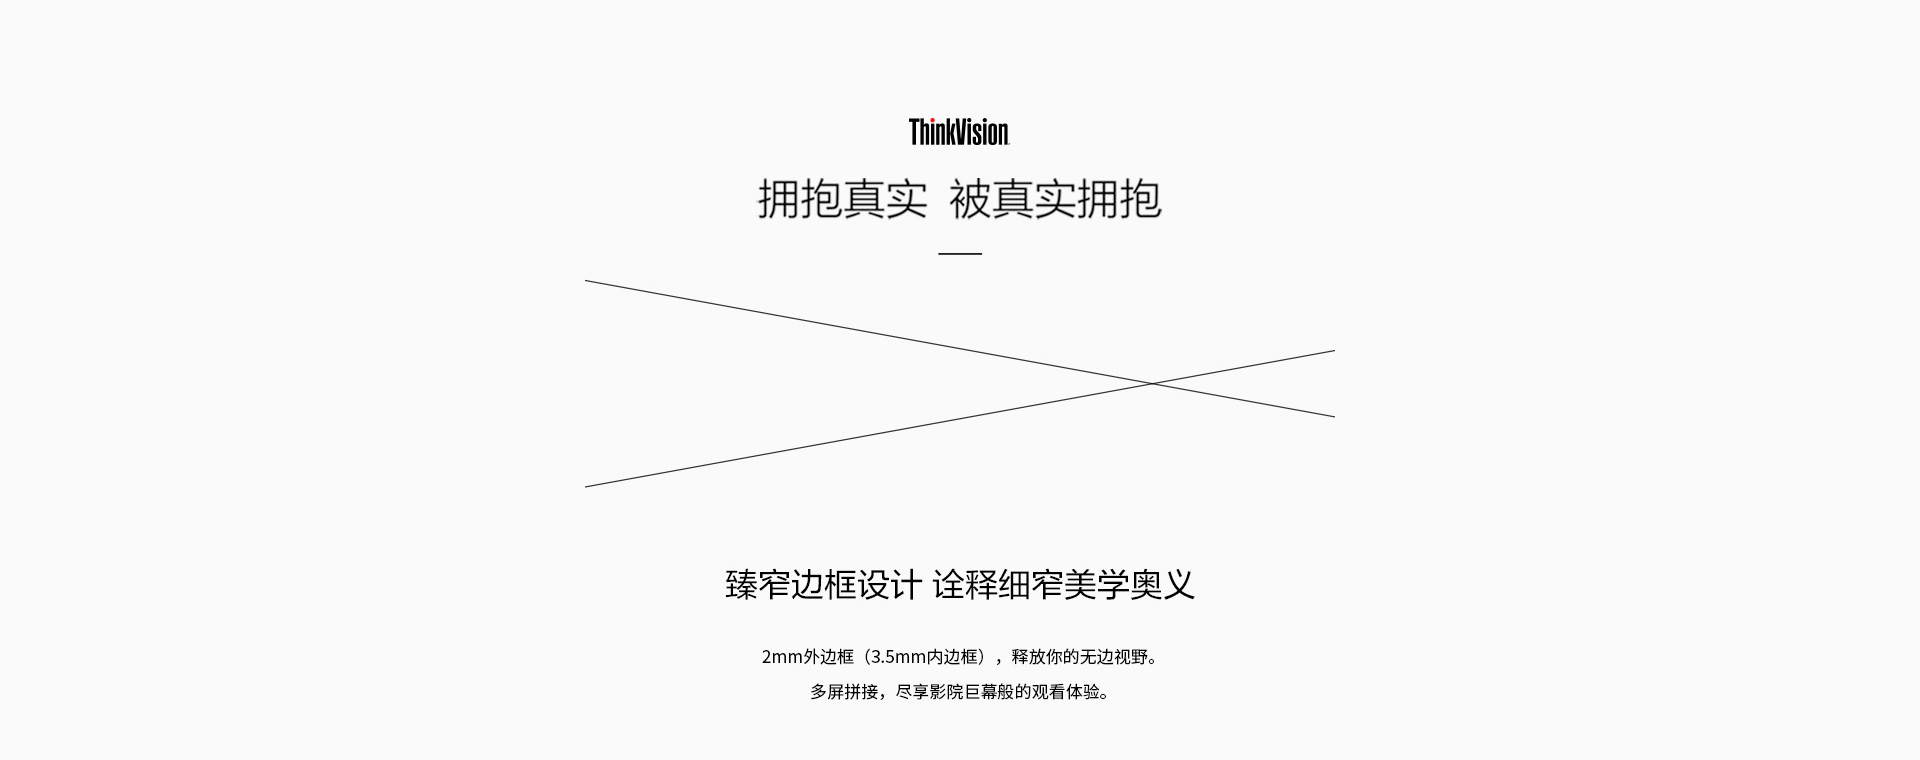 ThinkVision
拥抱真实 被真实拥抱
臻窄边框设计 诠释细窄美学奥义
2mm外边框（3.5mm内边框），释放你的无边视野。
多屏拼接，尽享影院巨幕般的观看体验。